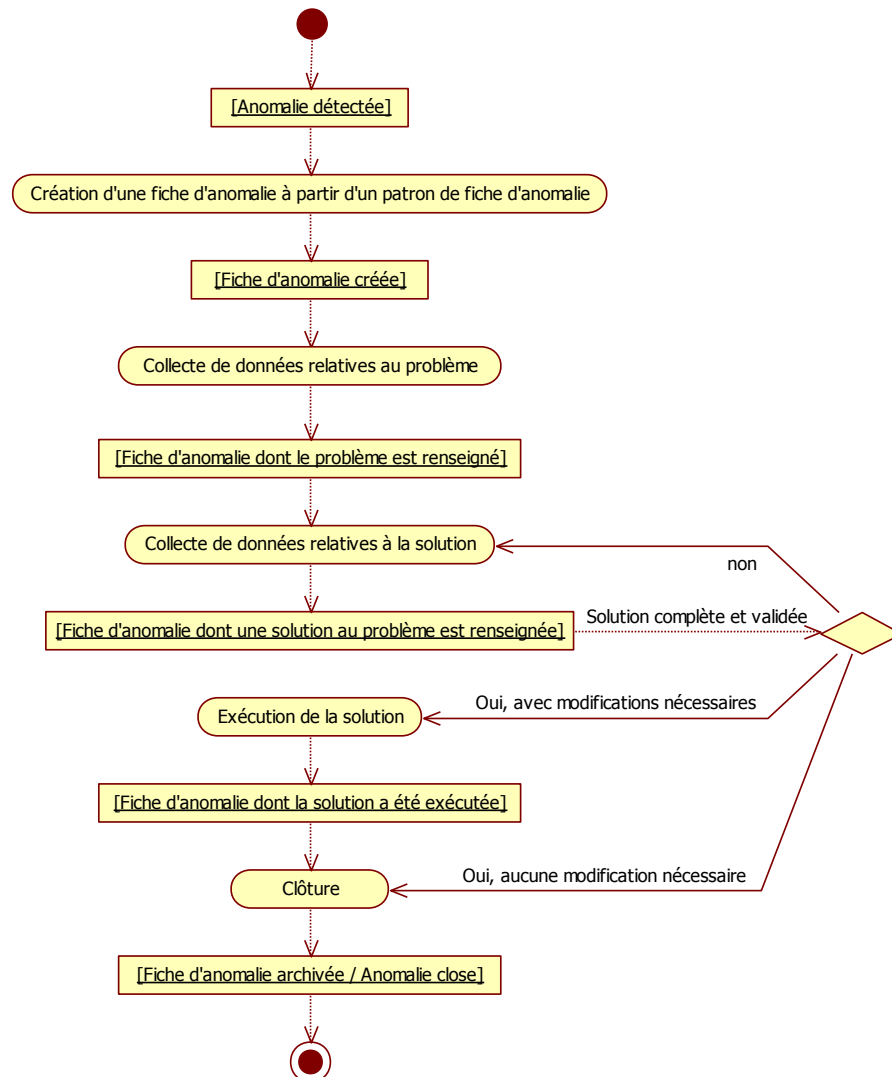 [Anomalie détectée]
Création d'une fiche d'anomalie à partir d'un patron de fiche d'anomalie
[Fiche d'anomalie créée]
Collecte de données relatives au problème
[Fiche d'anomalie dont le problème est renseigné]
Collecte de données relatives à la solution
non
[Fiche d'anomalie dont une solution au problème est renseignée]
Solution complète et validée
Exécution de la solution
Oui, avec modifications nécessaires
[Fiche d'anomalie dont la solution a été exécutée]
Clôture
Oui, aucune modification nécessaire
[Fiche d'anomalie archivée / Anomalie close]